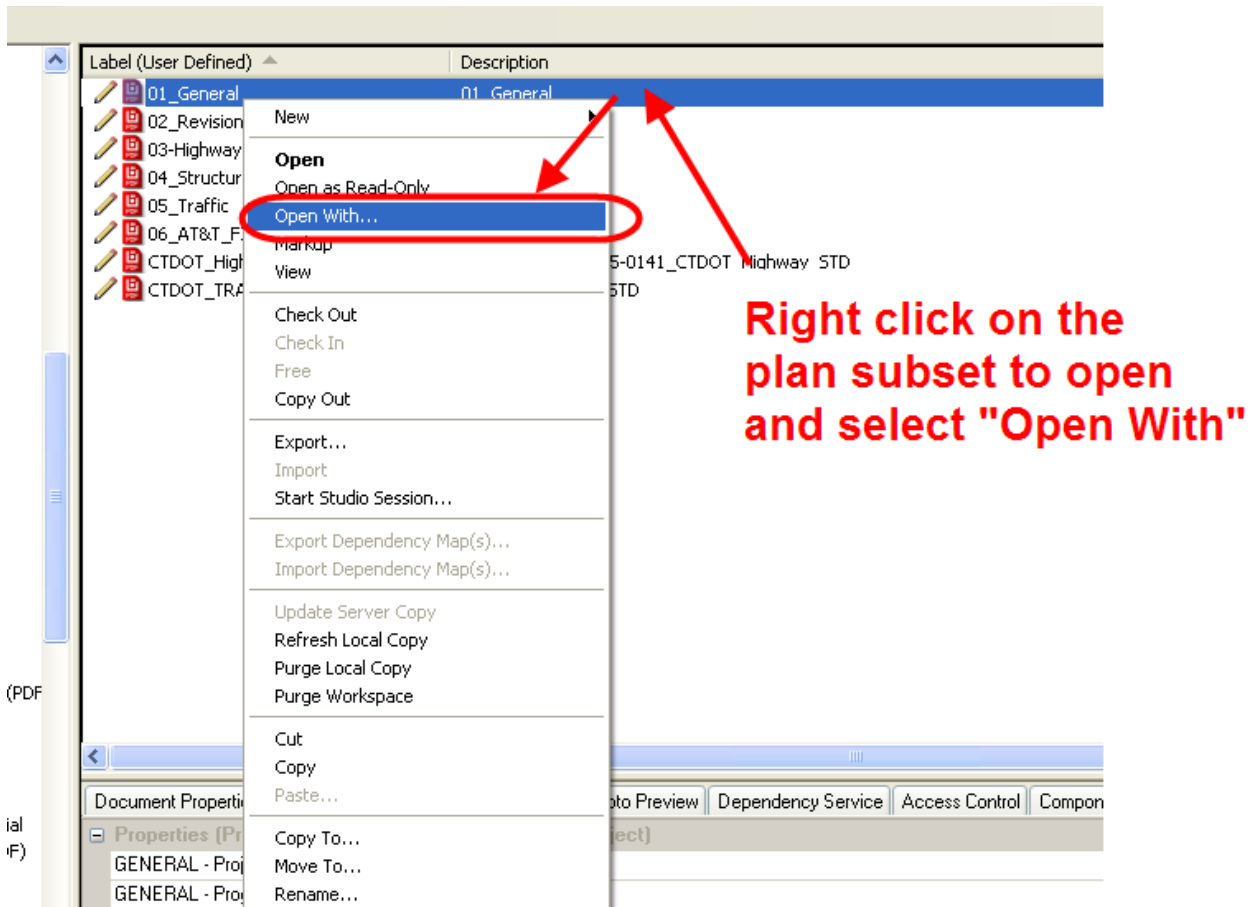 Label (User Defined) Description
01_General 01_General
02_Revision
03-Highway
04_Structur
05_Traffic
06_AT&T_F
CTDOT_High 5-0141_CTDOT Highway STD
CTDOT_TRA STD
New
Open
Open as Read-Only
Open With...
Markup
View
Check Out
Check In
Free
Copy Out
Export...
Import
Start Studio Session...
Export Dependency Map(s)...
Import Dependency Map(s)...
Update Server Copy
Refresh Local Copy
Purge Local Copy
Purge Workspace
Cut
Copy
Paste...
Copy To...
Move To...
Rename...
Right click on the
plan subset to open
and select "Open With"
(PDF
ial
F)
Document Properti oto Preview Dependency Service Access Control Compon
Properties (Pr ject)
GENERAL - Proj
GENERAL - Pro